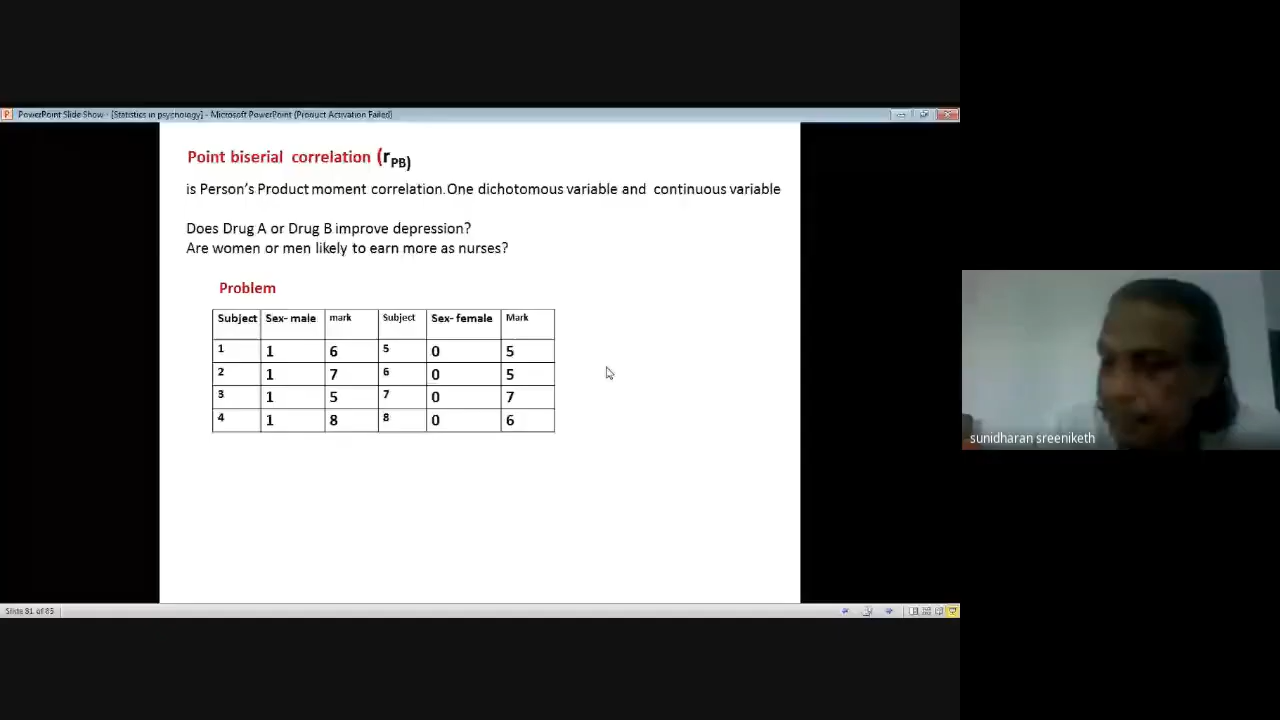 PowerPoint Slide Show - [Statistics in psychology] - Microsoft PowerPoint (Product Activation Failed)
Point biserial correlation (rPB)
is Person's Product moment correlation.One dichotomous variable and continuous variable
Does Drug A or Drug B improve depression?
Are women or men likely to earn more as nurses?
Problem
Subject Sex- male mark Subject Sex- female Mark
1 1 6 5 0 5
2 1 7 6 0 5
3 1 5 7 0 7
4 1 8 8 0 6
sunidharan sreeniketh
Slide 81 of 83